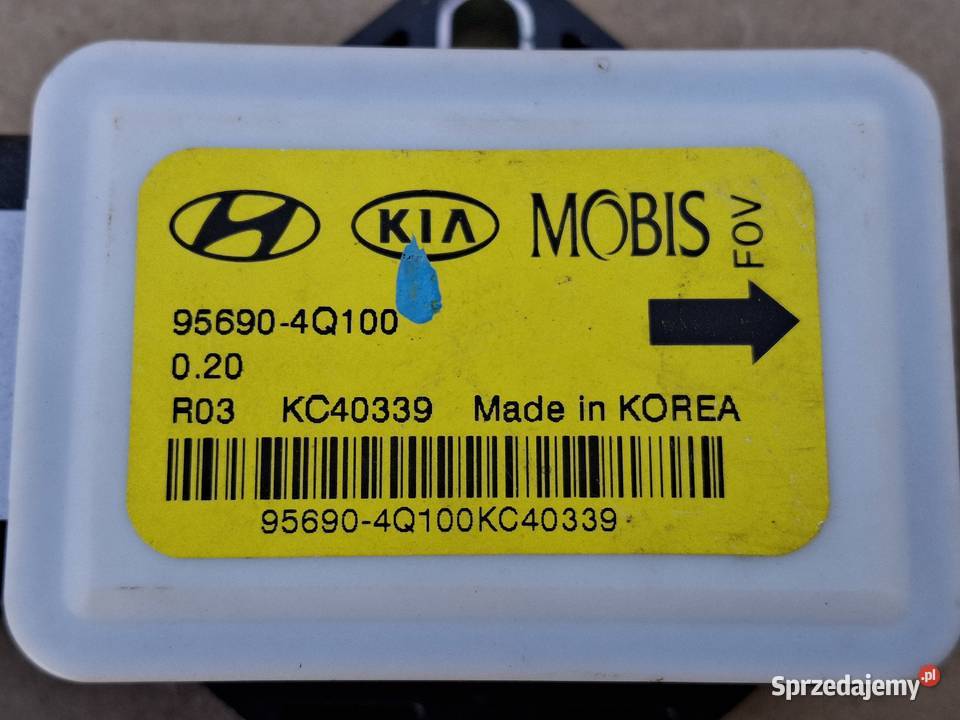 KIA MOBIS
FOV
95690-4Q100
0.20
R03 KC40339 Made in KOREA
95690-4Q100KC40339
Sprzedajemy.pl